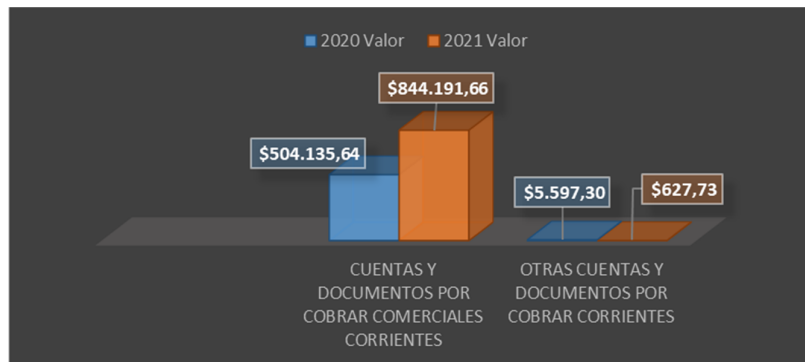 2020 Valor 2021 Valor
$844.191,66
$504.135,64
$5.597,30
$627,73
CUENTAS Y
DOCUMENTOS POR
COBRAR COMERCIALES
CORRIENTES
OTRAS CUENTAS Y
DOCUMENTOS POR
COBRAR CORRIENTES